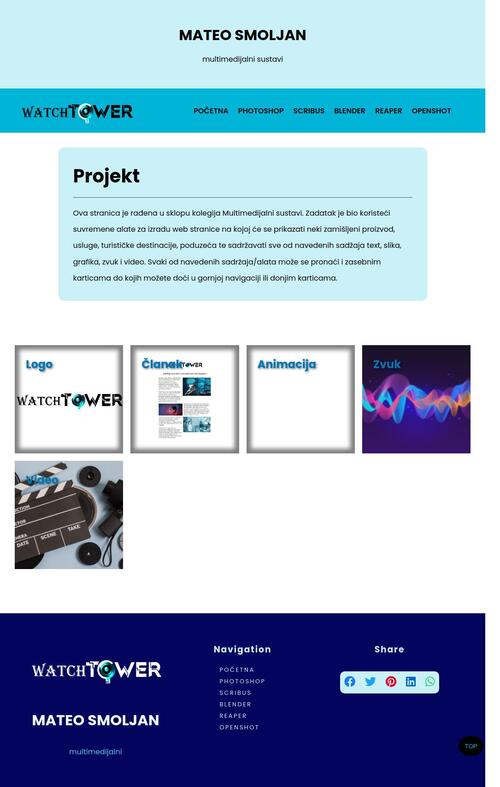 MATEO SMOLJAN
multimedijalni sustavi
WATCHTOWER
POČETNA PHOTOSHOP SCRIBUS BLENDER REAPER OPENSHOT
Projekt
Ova stranica je rađena u sklopu kolegija Multimedijalni sustavi. Zadatak je bio koristeći
suvremene alate za izradu web stranice na kojoj će se prikazati neki zamišljeni proizvod,
usluge, turističke destinacije, poduzeća te sadržavati sve od navedenih sadžaja text, slika,
grafika, zvuk i video. Svaki od navedenih sadržaja/alata može se pronaći i zasebnim
karticama do kojih možete doći u gornjoj navigaciji ili donjim karticama.
Logo
WATCHTOWER
Članak
Animacija
Zvuk
Video
SCENE
TAKE
DATE
WATCHTOWER
MATEO SMOLJAN
multimedijalni
Navigation
POČETNA
PHOTOSHOP
SCRIBUS
BLENDER
REAPER
OPENSHOT
Share
TOP